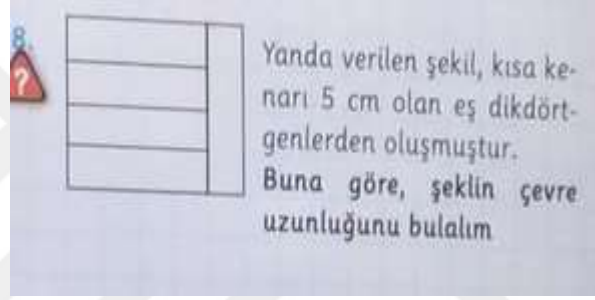 8.
?
Yanda verilen şekil, kısa ke-
narı 5 cm olan eş dikdört-
genlerden oluşmuştur.
Buna göre, şeklin çevre
uzunluğunu bulalım